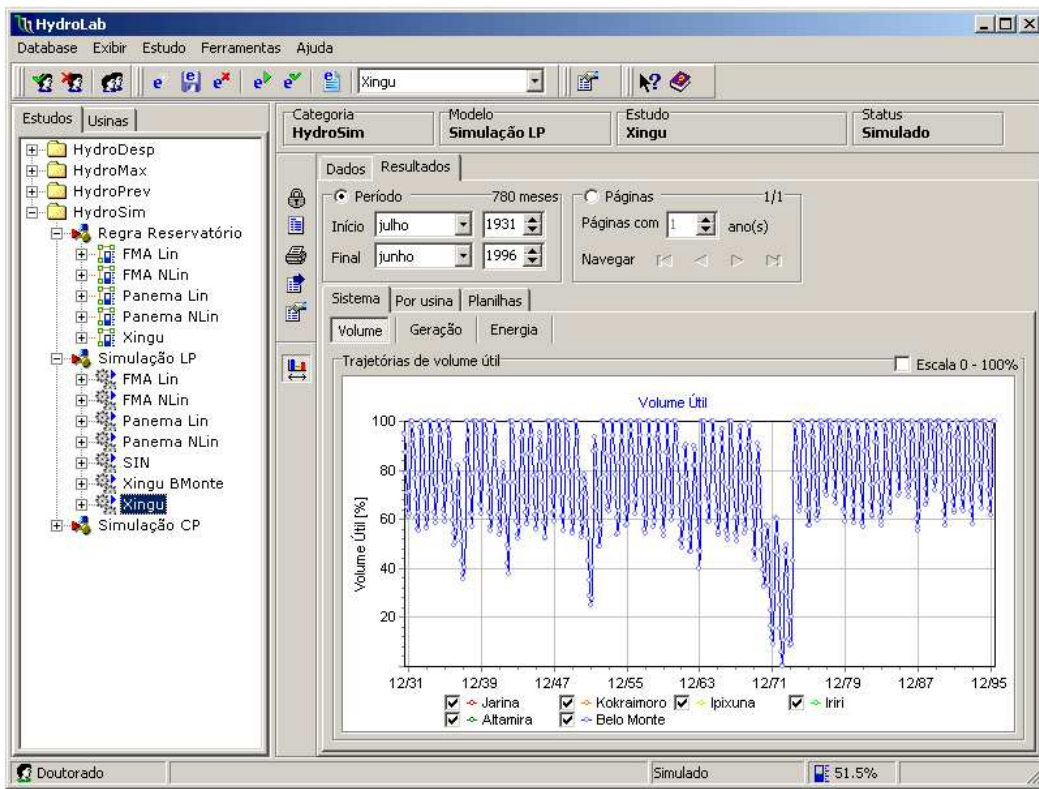 HydroLab
Database Exibir Estudo Ferramentas Ajuda
Xingu
Estudos Usinas
HydroDesp
HydroMax
HydroPrev
HydroSim
Regra Reservatório
FMA Lin
FMA NLin
Panema Lin
Panema NLin
Xingu
Simulação LP
FMA Lin
FMA NLin
Panema Lin
Panema NLin
SIN
Xingu BMonte
Xingu
Simulação CP
Categoria Modelo Estudo Status
HydroSim Simulação LP Xingu Simulado
Dados Resultados
Período 780 meses Páginas 1/1
Início julho 1931 Páginas com 1 ano(s)
Final junho 1996 Navegar
Sistema Por usina Planilhas
Volume Geração Energia
Trajetórias de volume útil Escala 0 - 100%
Volume Útil
Volume Útil [%]
100
80
60
40
20
12/31 12/39 12/47 12/55 12/63 12/71 12/79 12/87 12/95
Jarina Kokraimoro Ipixuna Iriri
Altamira Belo Monte
Doutorado Simulado 51.5%